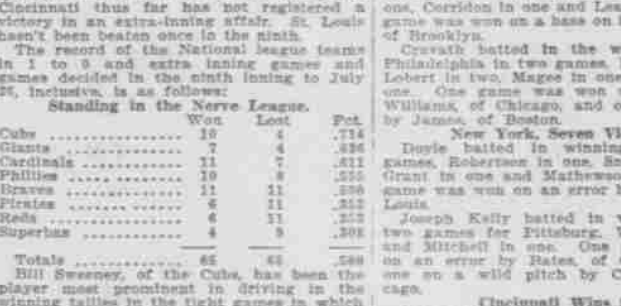 Cincinnati thus far has not registered a
victory in an extra-inning affair. St. Louis
hasn't been beaten once in the ninth.
The record of the National league teams
in 1 to 0 and extra inning games and
games decided in the ninth inning to July
26, inclusive, is as follows:
Standing in the Nerve League.
Won Lost Pct.
Cubs 10 4 .714
Giants 7 4 .636
Cardinals 11 7 .611
Phillies 10 8 .555
Braves 11 11 .500
Pirates 6 11 .353
Reds 6 11 .353
Superbas 4 9 .308
Totals 65 65 .500
Bill Sweeney, of the Cubs, has been the
player most prominent in driving in the
winning tallies in the tight games in which
one, Corridon in one and
game was won on a base on
of Brooklyn.
Cravath batted in the
Philadelphia in two games,
Lobert in two, Magee in one
one. One game was won
Williams, of Chicago, and
by James, of Boston.
New York, Seven
Doyle batted in winning
games, Robertson in one,
Grant in one and Mathewson
game was won on an error
Louis.
Joseph Kelly batted in
two games for Pittsburg,
and Mitchell in one. One
on an error by Bates, of
one on a wild pitch by
cago.
Cincinnati Wins